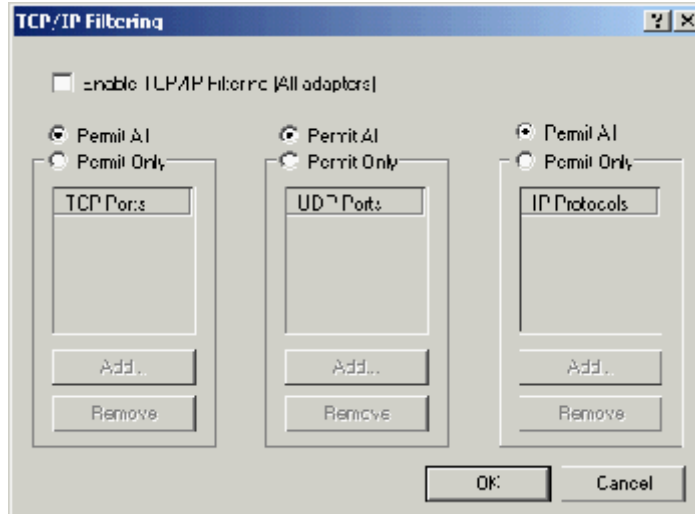 TCP/IP Filtering
Enable TCP/IP Filtering (All adapters)
Permit All Permit All Permit All
Permit Only Permit Only Permit Only
TCP Ports UDP Ports IP Protocols
Add... Add... Add...
Remove Remove Remove
OK Cancel